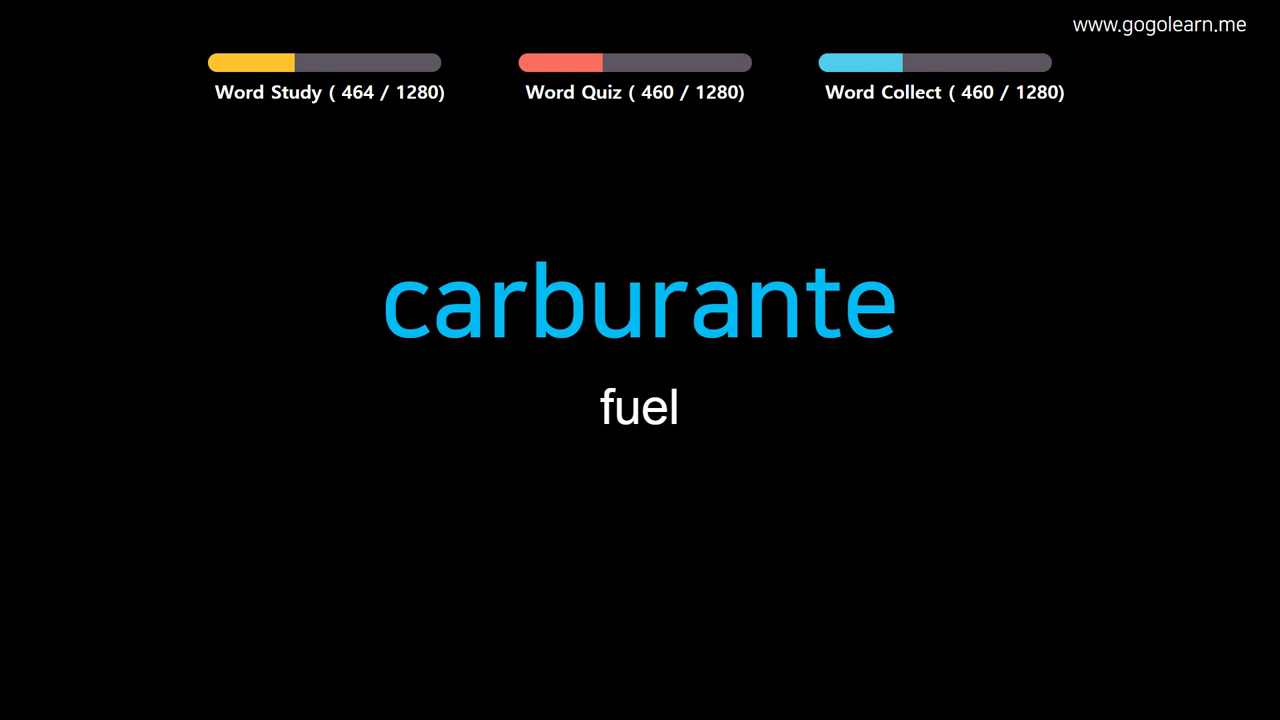 www.gogolearn.me
Word Study ( 464 / 1280)
Word Quiz ( 460 / 1280)
Word Collect ( 460 / 1280)
carburante
fuel